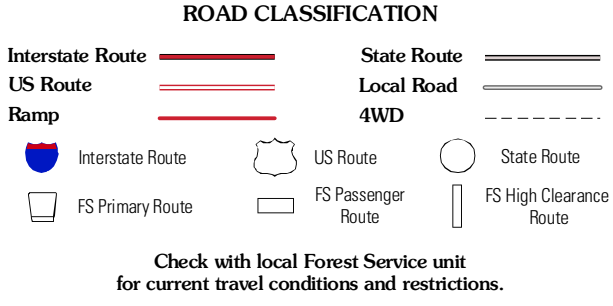 ROAD CLASSIFICATION
Interstate Route
State Route
US Route
Local Road
Ramp
4WD
Interstate Route
US Route
State Route
FS Primary Route
FS Passenger
Route
FS High Clearance
Route
Check with local Forest Service unit
for current travel conditions and restrictions.